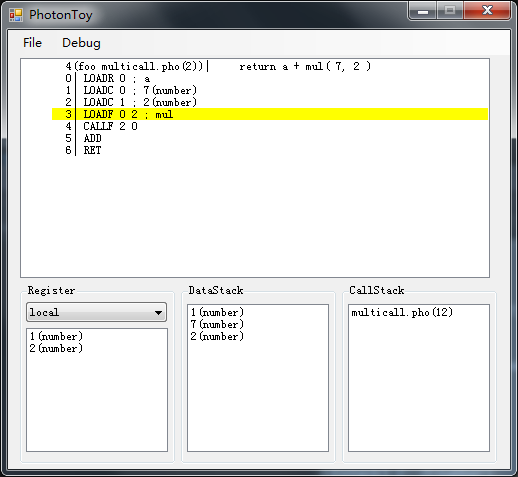 PhotonToy
File Debug
4(foo multicall.pho(2))| return a + mul( 7, 2 )
0| LOADR 0 ; a
1| LOADC 0 ; 7(number)
2| LOADC 1 ; 2(number)
3| LOADF 0 2 ; mul
4| CALLF 2 0
5| ADD
6| RET
Register
local
1(number)
2(number)
DataStack
1(number)
7(number)
2(number)
CallStack
multicall.pho(12)